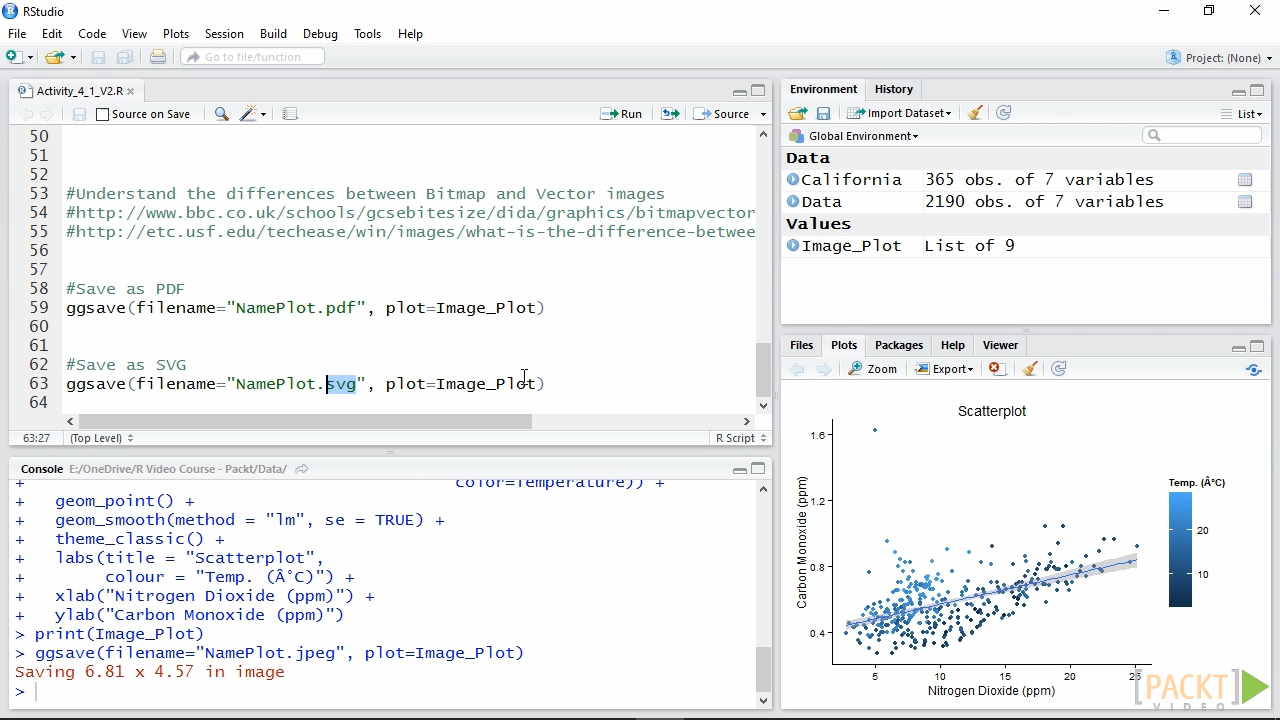 RStudio
File Edit Code View Plots Session Build Debug Tools Help
Go to file/function
Project: (None)
Activity_4_1_V2.R
Source on Save
Run
Source
50
51
52
53 #Understand the differences between Bitmap and Vector images
54 #http://www.bbc.co.uk/schools/gcsebitesize/dida/graphics/bitmapvector
55 #http://etc.usf.edu/techease/win/images/what-is-the-difference-betwee
56
57
58 #Save as PDF
59 ggsave(filename="NamePlot.pdf", plot=Image_Plot)
60
61
62 #Save as SVG
63 ggsave(filename="NamePlot.svg", plot=Image_Plot)
64
63:27 (Top Level) R Script
Console E:/OneDrive/R Video Course - Packt/Data/
+ color=Temperature)) +
+ geom_point() +
+ geom_smooth(method = "lm", se = TRUE) +
+ theme_classic() +
+ labs(title = "Scatterplot",
+ colour = "Temp. (Â°C)") +
+ xlab("Nitrogen Dioxide (ppm)") +
+ ylab("Carbon Monoxide (ppm)")
> print(Image_Plot)
> ggsave(filename="NamePlot.jpeg", plot=Image_Plot)
Saving 6.81 x 4.57 in image
>
Environment History
Import Dataset
List
Global Environment
Data
California 365 obs. of 7 variables
Data 2190 obs. of 7 variables
Values
Image_Plot List of 9
Files Plots Packages Help Viewer
Zoom Export
Scatterplot
Carbon Monoxide (ppm)
1.6
1.2
0.8
0.4
5 10 15 20 25
Nitrogen Dioxide (ppm)
Temp. (Â°C)
20
10
[PACKT]
VIDEO